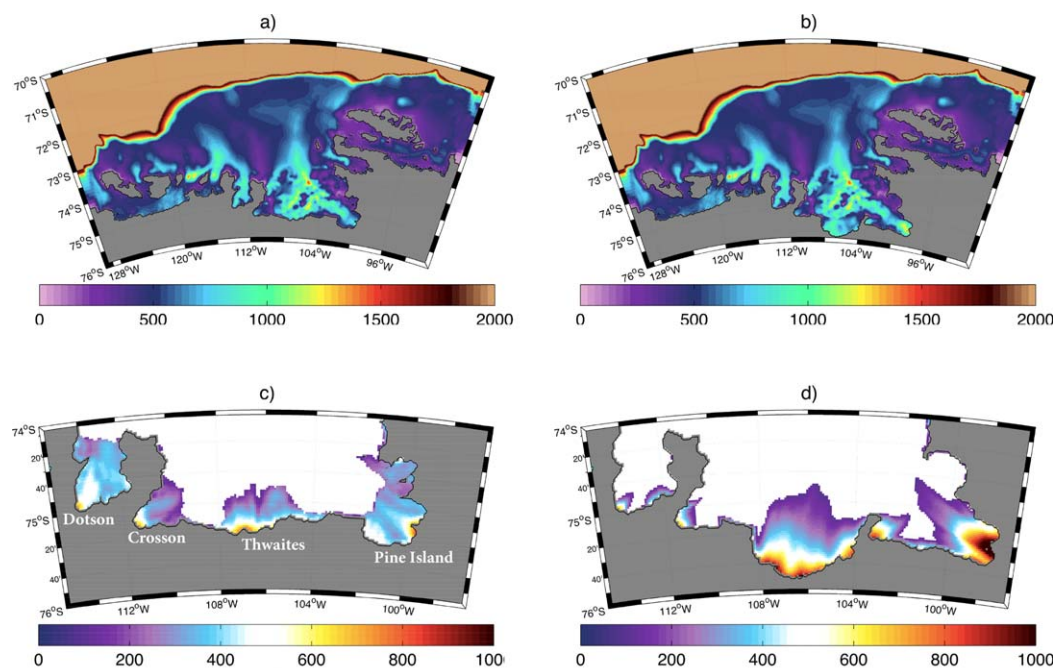 a)
b)
70°S
71°S
72°S
73°S
74°S
75°S
76°S
128°W
120°W
112°W
104°W
96°W
70°S
71°S
72°S
73°S
74°S
75°S
76°S
128°W
120°W
112°W
104°W
96°W
0 500 1000 1500 2000
0 500 1000 1500 2000
c)
d)
74°S
20'
40'
75°S
20'
40'
76°S
Dotson
Crosson
Thwaites
Pine Island
112°W
108°W
104°W
100°W
74°S
20'
40'
75°S
20'
40'
76°S
112°W
108°W
104°W
100°W
0 200 400 600 800 1000
0 200 400 600 800 1000